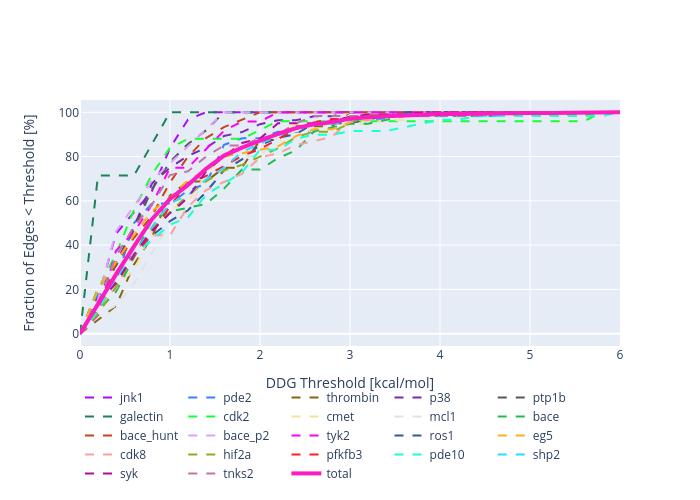 Fraction of Edges < Threshold [%]
100
80
60
40
20
0
0 1 2 3 4 5 6
DDG Threshold [kcal/mol]
jnk1 pde2 thrombin p38 ptp1b
galectin cdk2 cmet mcl1 bace
bace_hunt bace_p2 tyk2 ros1 eg5
cdk8 hif2a pfkfb3 pde10 shp2
syk tnks2 total